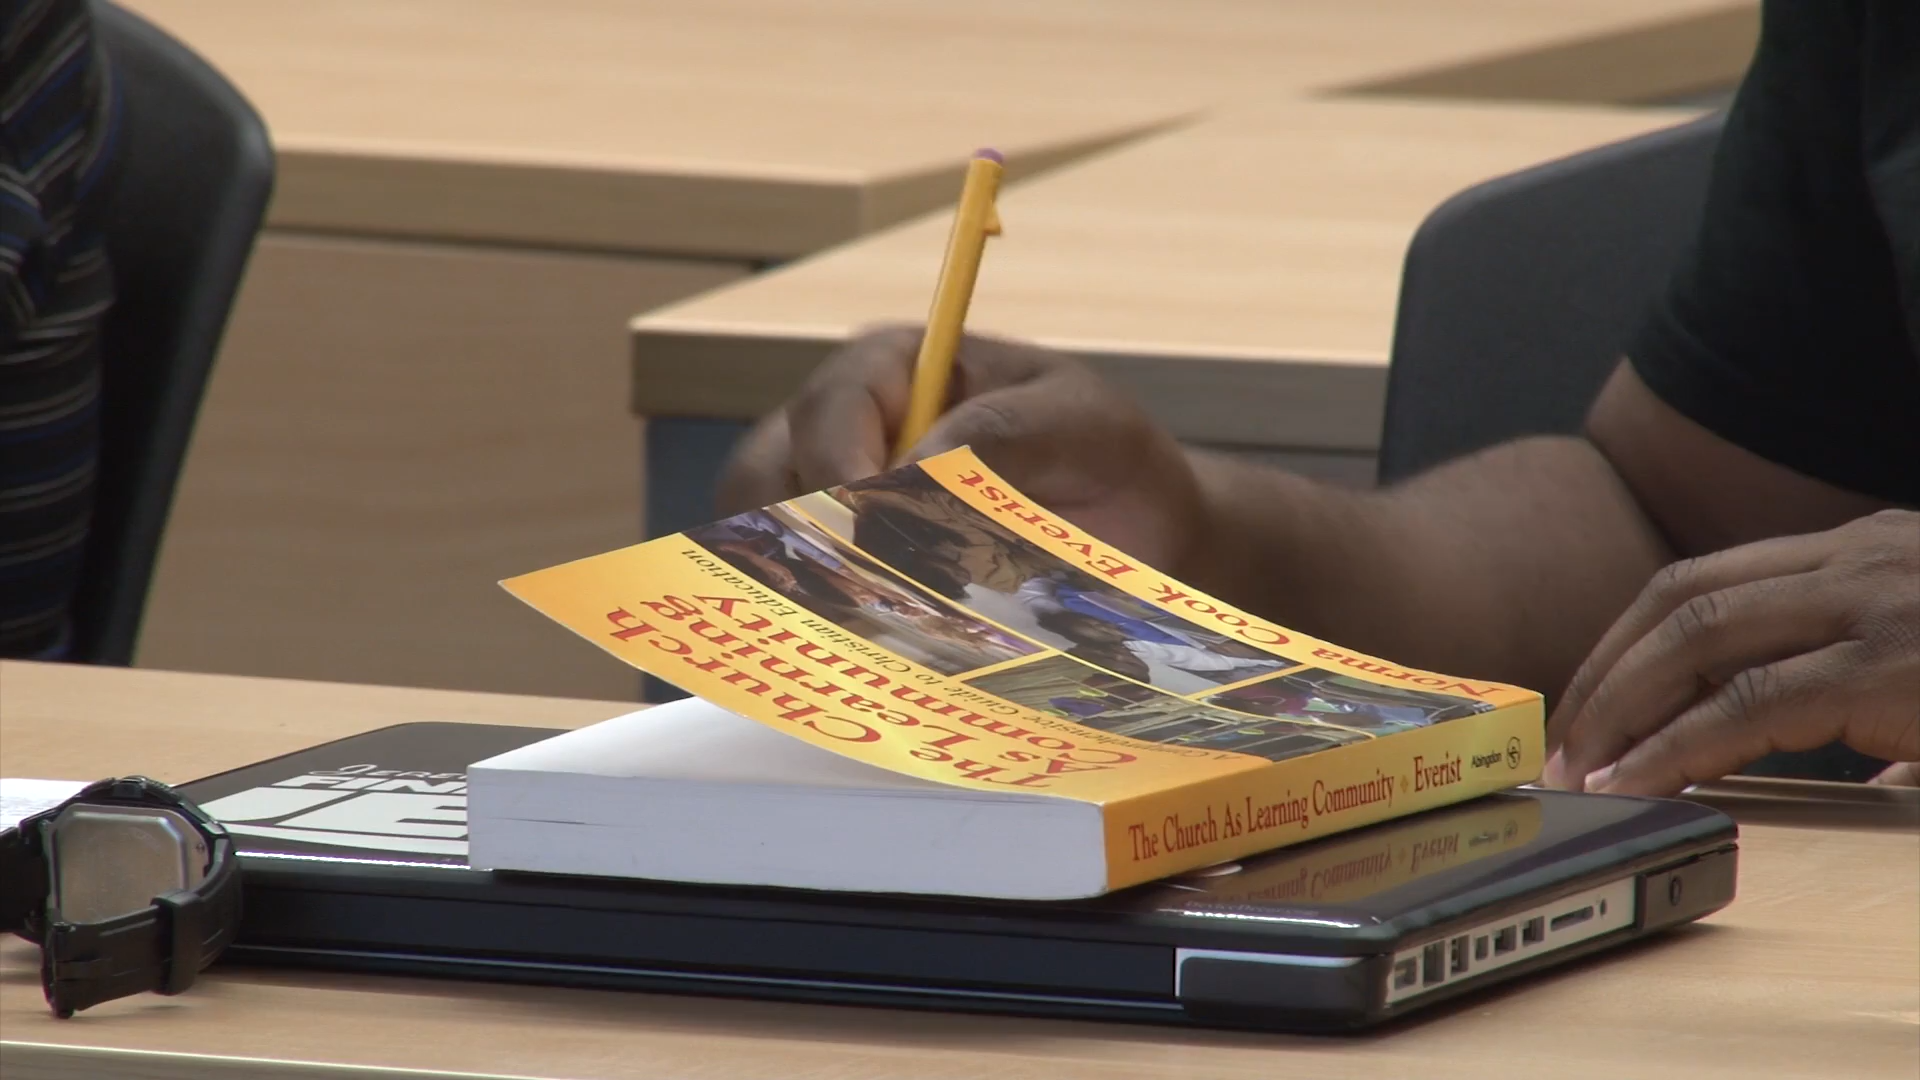 The Church
As Learning
Community
A Comprehensive Guide to Christian Education
Norma Cook Everist
The Church As Learning Community Everist Abingdon